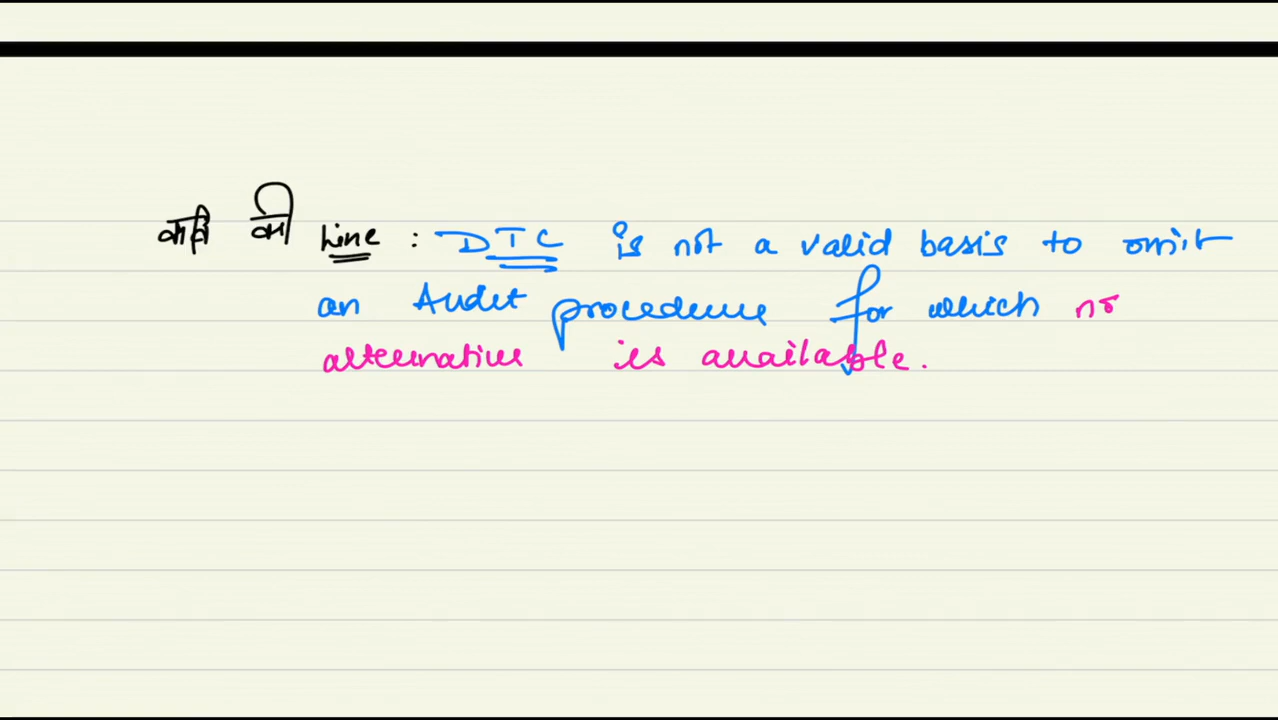 Line : DTC is not a valid basis to omit
an Audit procedure for which no
alternative is available.